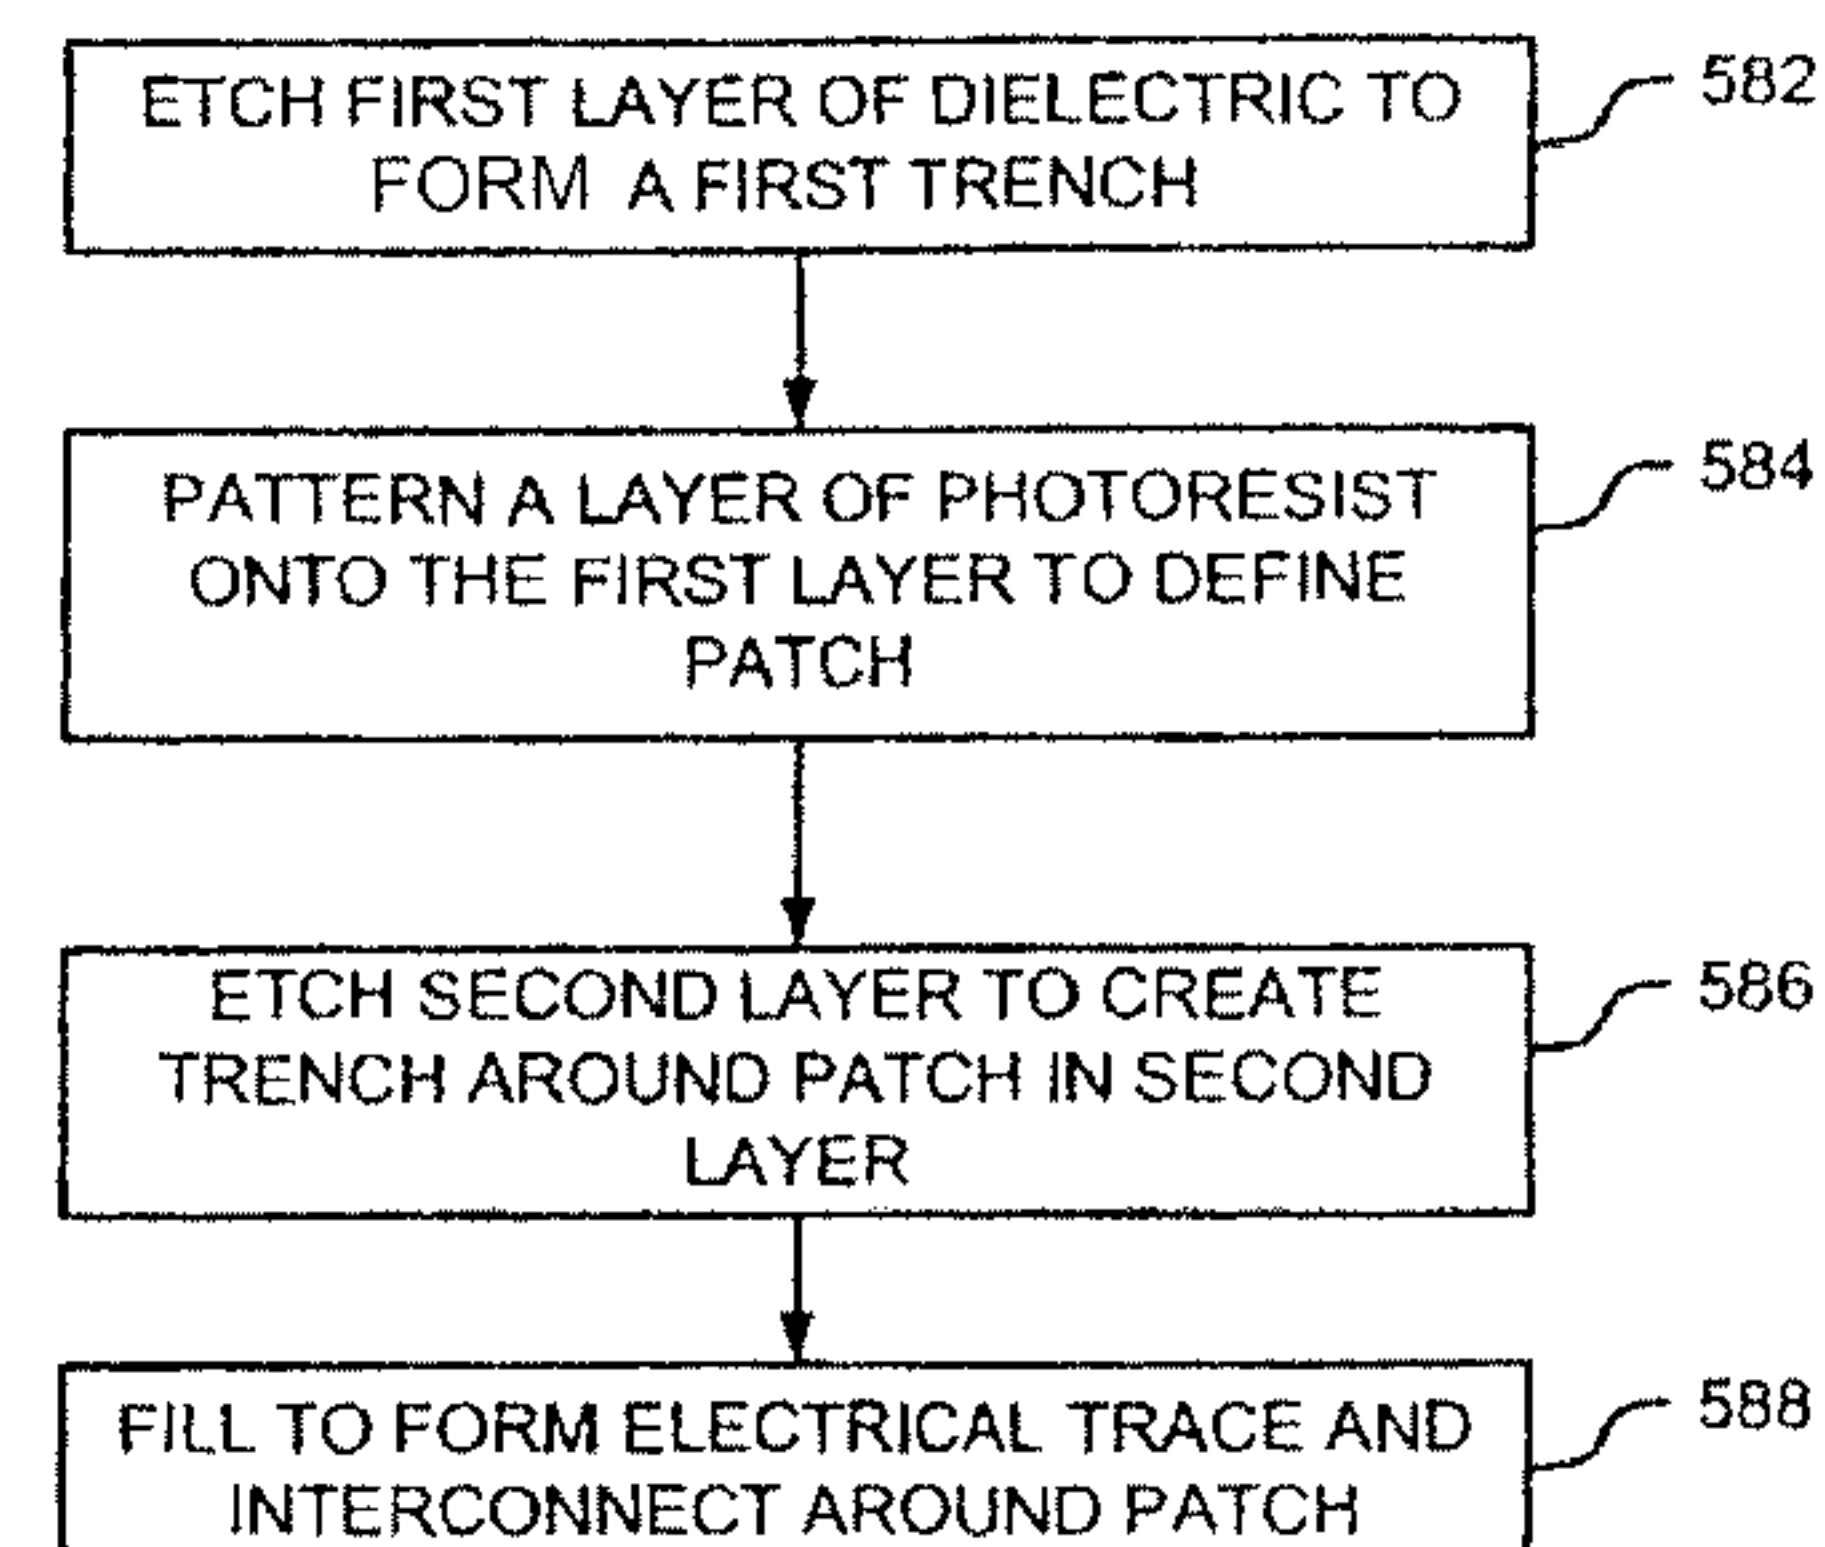 ETCH FIRST LAYER OF DIELECTRIC TO
FORM A FIRST TRENCH
582
PATTERN A LAYER OF PHOTORESIST
ONTO THE FIRST LAYER TO DEFINE
PATCH
584
ETCH SECOND LAYER TO CREATE
TRENCH AROUND PATCH IN SECOND
LAYER
586
FILL TO FORM ELECTRICAL TRACE AND
INTERCONNECT AROUND PATCH
588